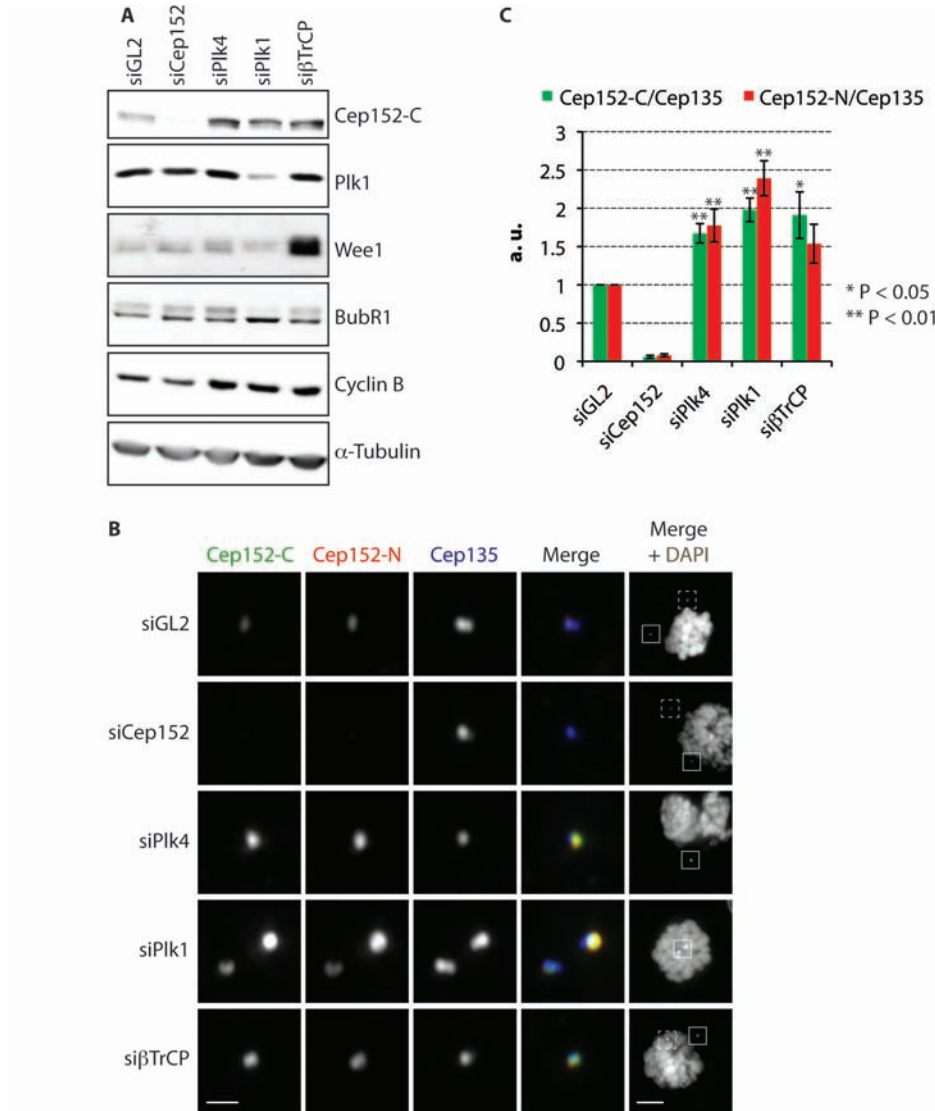 A
siGL2
siCep152
siPlk4
siPlk1
siβTrCP
Cep152-C
Plk1
Wee1
BubR1
Cyclin B
α-Tubulin
C
Cep152-C/Cep135 Cep152-N/Cep135
3
2.5
2
1.5
1
0.5
0
a. u.
**
**
**
**
*
* P < 0.05
** P < 0.01
siGL2
siCep152
siPlk4
siPlk1
siβTrCP
B
Cep152-C Cep152-N Cep135 Merge Merge
+ DAPI
siGL2
siCep152
siPlk4
siPlk1
siβTrCP